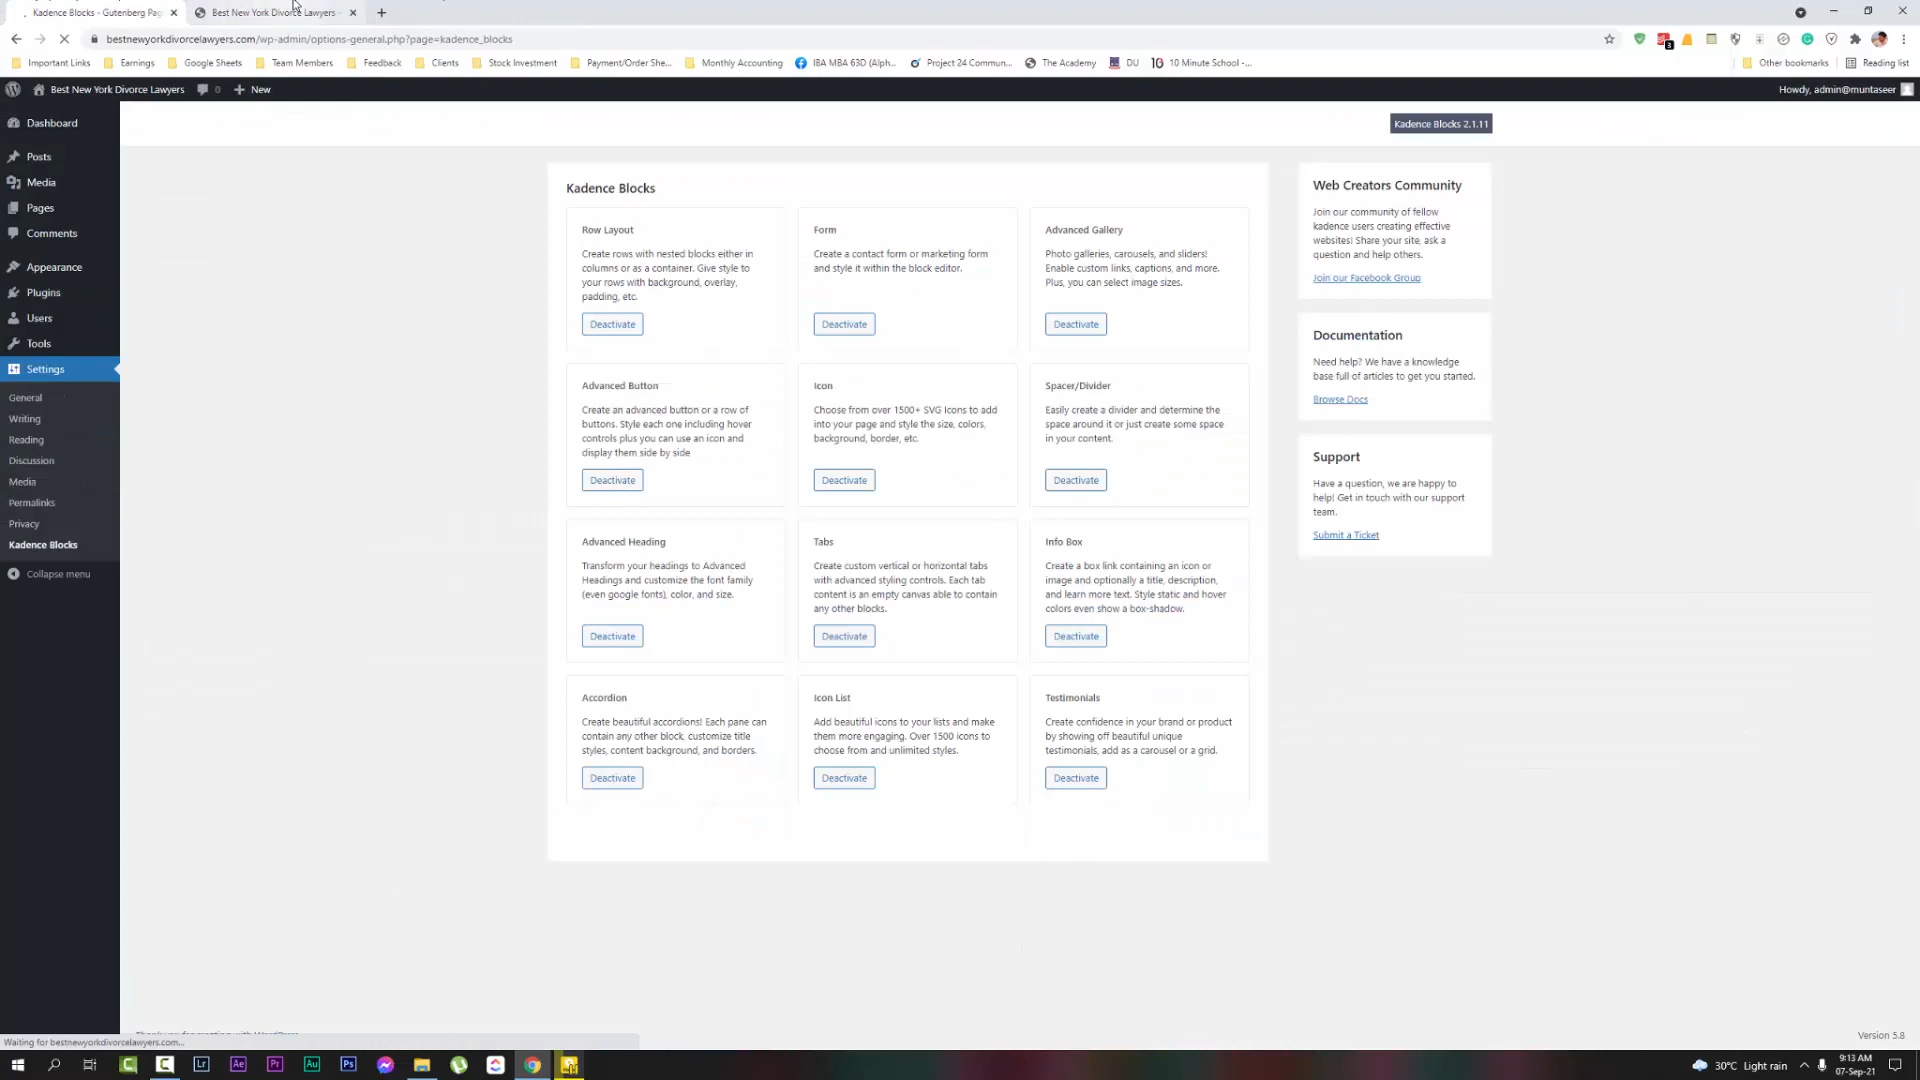 Kadence Blocks - Gutenberg Pag
Best New York Divorce Lawyers -
bestnewyorkdivorcelawyers.com/wp-admin/options-general.php?page=kadence_blocks
Important Links
Earnings
Google Sheets
Team Members
Feedback
Clients
Stock Investment
Payment/Order She...
Monthly Accounting
IBA MBA 63D (Alph...
Project 24 Commun...
The Academy
DU
10 Minute School -...
Other bookmarks
Reading list
Best New York Divorce Lawyers
0
New
Howdy, admin@muntaseer
Dashboard
Posts
Media
Pages
Comments
Appearance
Plugins
Users
Tools
Settings
General
Writing
Reading
Discussion
Media
Permalinks
Privacy
Kadence Blocks
Collapse menu
Kadence Blocks 2.1.11
Kadence Blocks
Row Layout
Create rows with nested blocks either in
columns or as a container. Give style to
your rows with background, overlay,
padding, etc.
Deactivate
Form
Create a contact form or marketing form
and style it within the block editor.
Deactivate
Advanced Gallery
Photo galleries, carousels, and sliders!
Enable custom links, captions, and more.
Plus, you can select image sizes.
Deactivate
Advanced Button
Create an advanced button or a row of
buttons. Style each one including hover
controls plus you can use an icon and
display them side by side
Deactivate
Icon
Choose from over 1500+ SVG Icons to add
into your page and style the size, colors,
background, border, etc.
Deactivate
Spacer/Divider
Easily create a divider and determine the
space around it or just create some space
in your content.
Deactivate
Advanced Heading
Transform your headings to Advanced
Headings and customize the font family
(even google fonts), color, and size.
Deactivate
Tabs
Create custom vertical or horizontal tabs
with advanced styling controls. Each tab
content is an empty canvas able to contain
any other blocks.
Deactivate
Info Box
Create a box link containing an icon or
image and optionally a title, description,
and learn more text. Style static and hover
colors even show a box-shadow.
Deactivate
Accordion
Create beautiful accordions! Each pane can
contain any other block, customize title
styles, content background, and borders.
Deactivate
Icon List
Add beautiful icons to your lists and make
them more engaging. Over 1500 icons to
choose from and unlimited styles.
Deactivate
Testimonials
Create confidence in your brand or product
by showing off beautiful unique
testimonials, add as a carousel or a grid.
Deactivate
Web Creators Community
Join our community of fellow
kadence users creating effective
websites! Share your site, ask a
question and help others.
Join our Facebook Group
Documentation
Need help? We have a knowledge
base full of articles to get you started.
Browse Docs
Support
Have a question, we are happy to
help! Get in touch with our support
team.
Submit a Ticket
Version 5.8
Waiting for bestnewyorkdivorcelawyers.com...
Lr
Ae
Pr
Au
Ps
30°C Light rain
9:13 AM
07-Sep-21